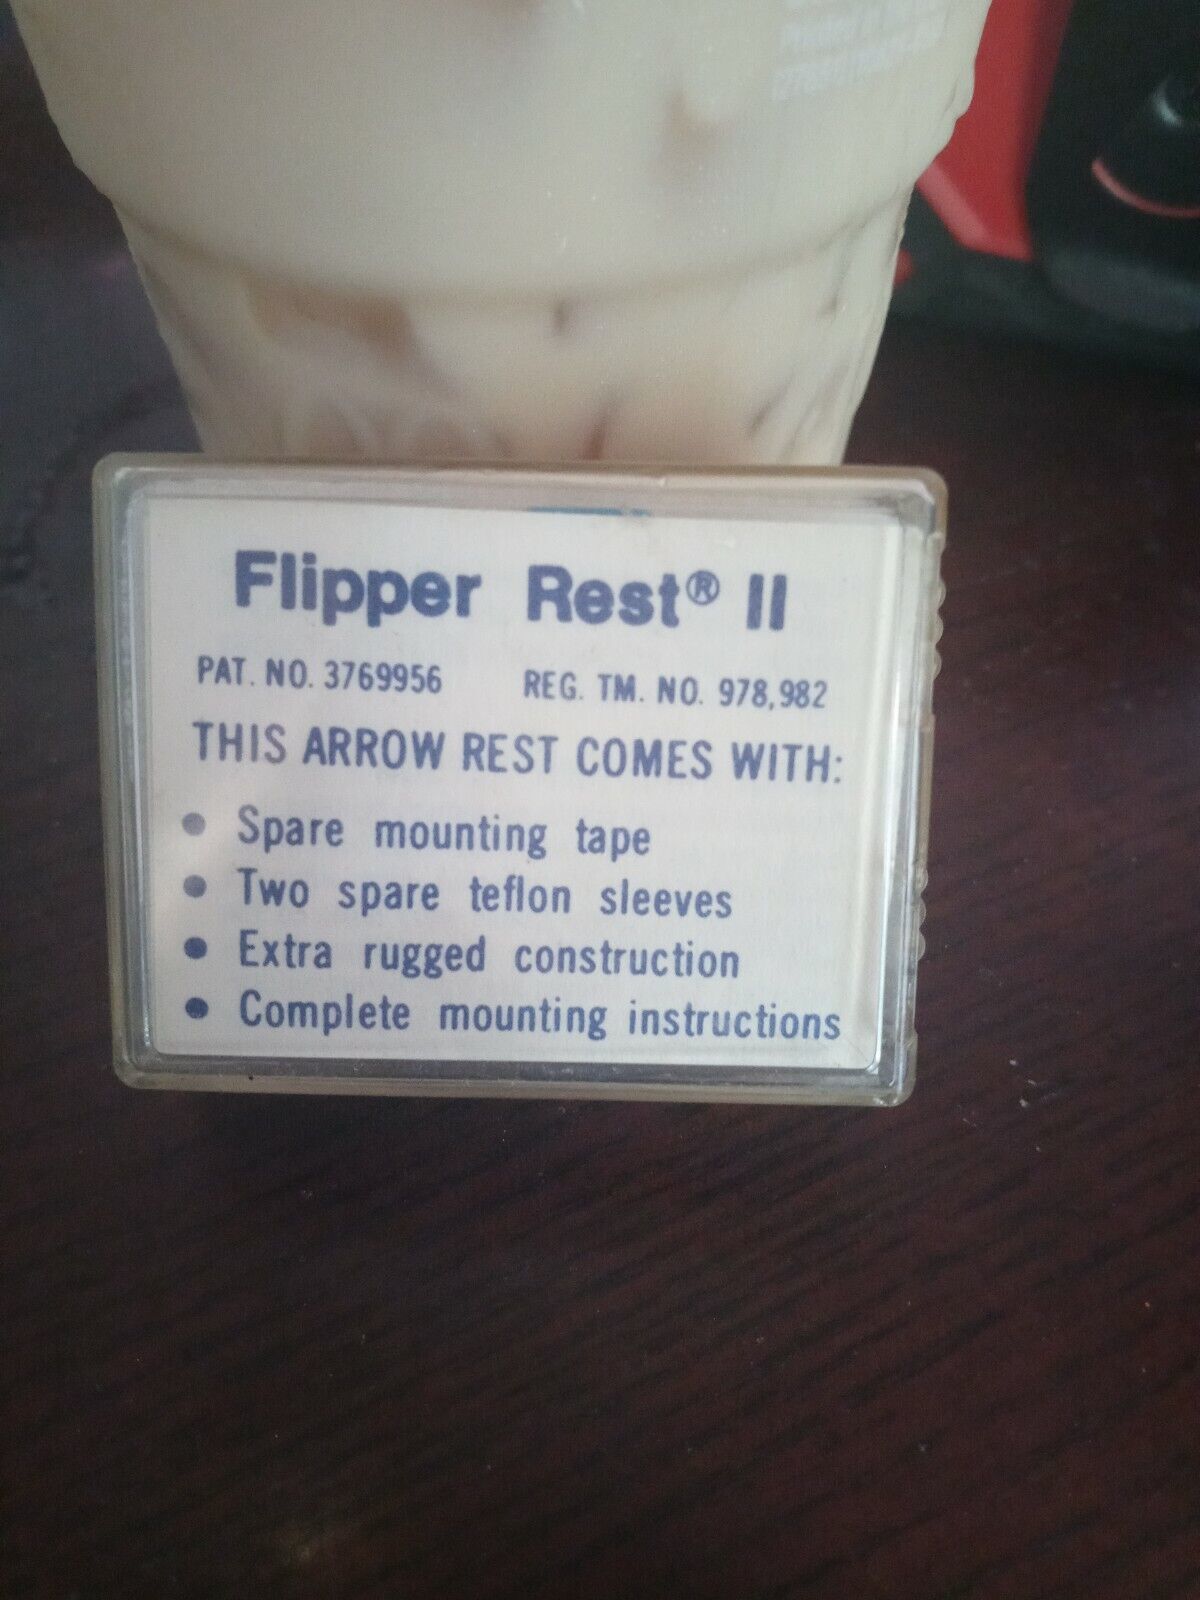 Flipper Rest® II
PAT. NO. 3769956 REG. TM. NO. 978,982
THIS ARROW REST COMES WITH:
• Spare mounting tape
• Two spare teflon sleeves
• Extra rugged construction
• Complete mounting instructions